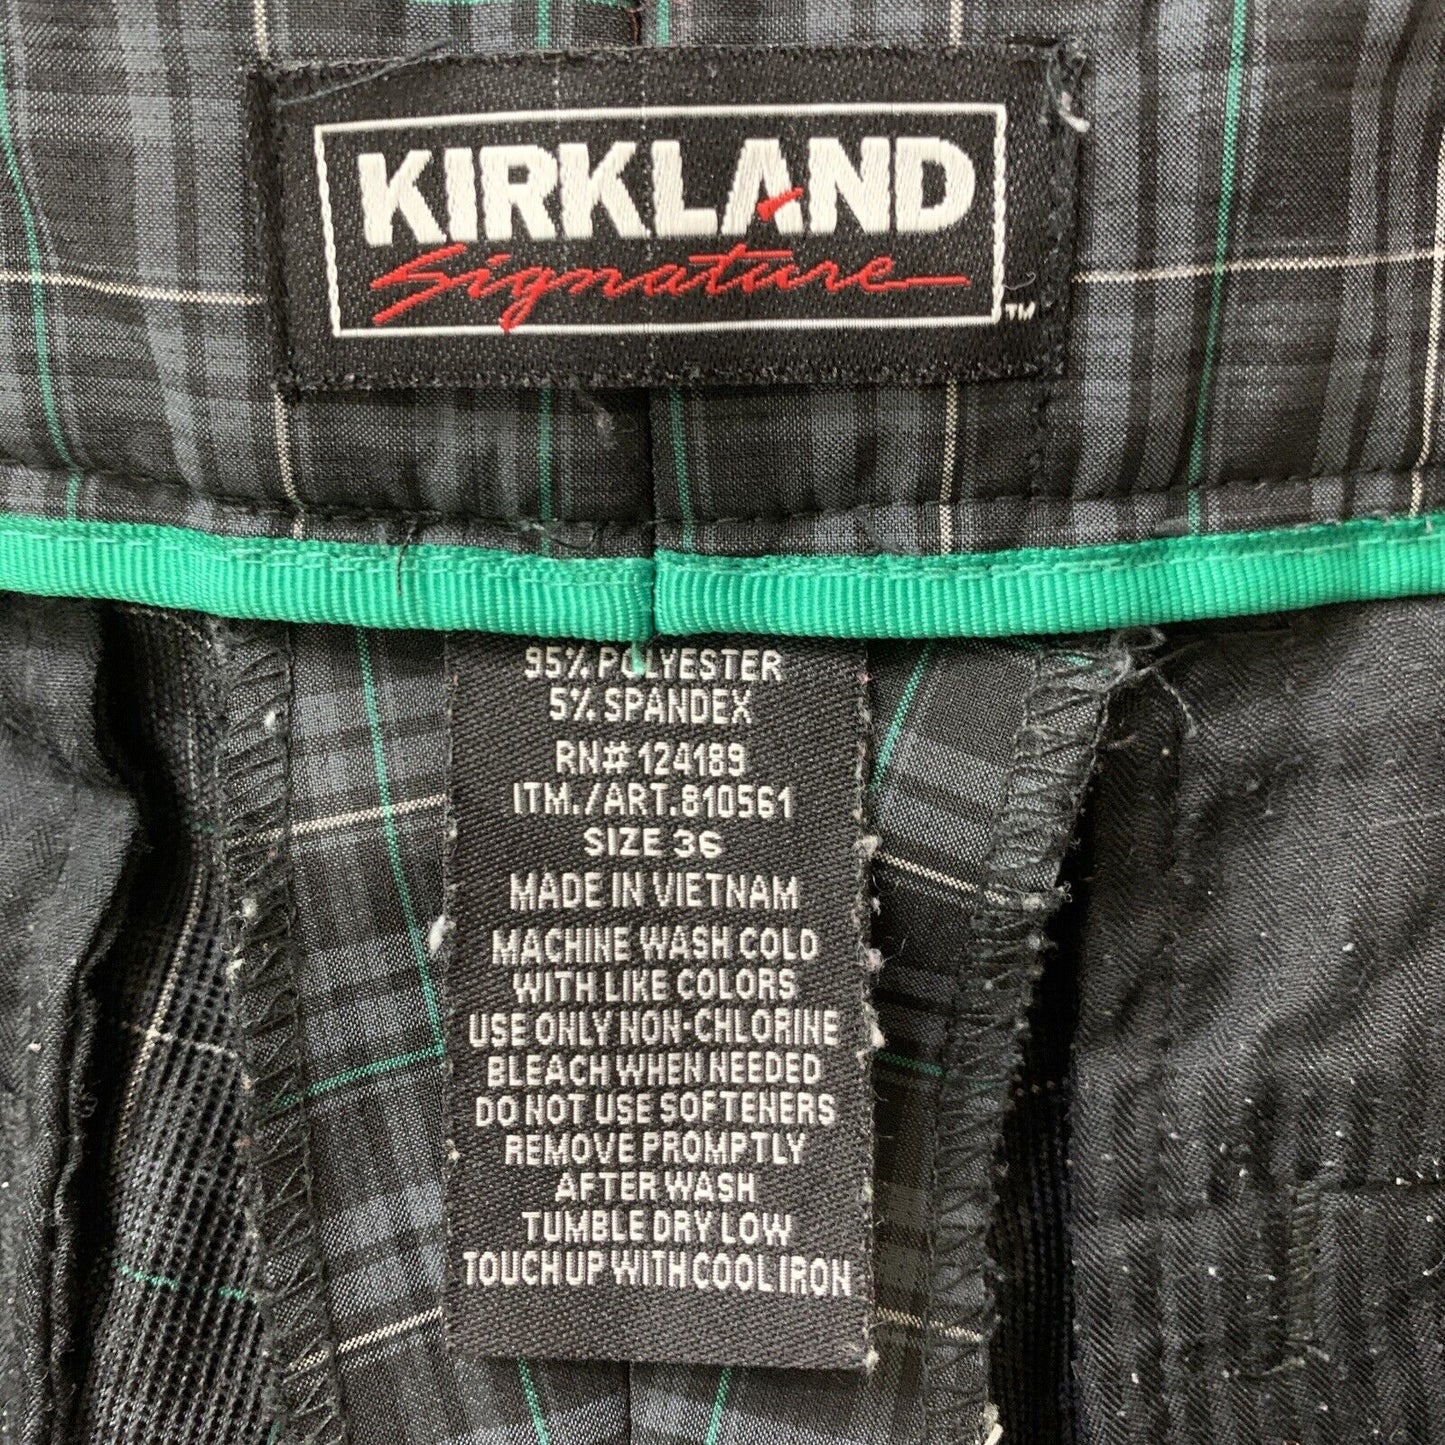 KIRKLAND
Signature
TM
95% POLYESTER
5% SPANDEX
RN# 124189
ITM./ART.810561
SIZE 36
MADE IN VIETNAM
MACHINE WASH COLD
WITH LIKE COLORS
USE ONLY NON-CHLORINE
BLEACH WHEN NEEDED
DO NOT USE SOFTENERS
REMOVE PROMPTLY
AFTER WASH
TUMBLE DRY LOW
TOUCH UP WITH COOL IRON